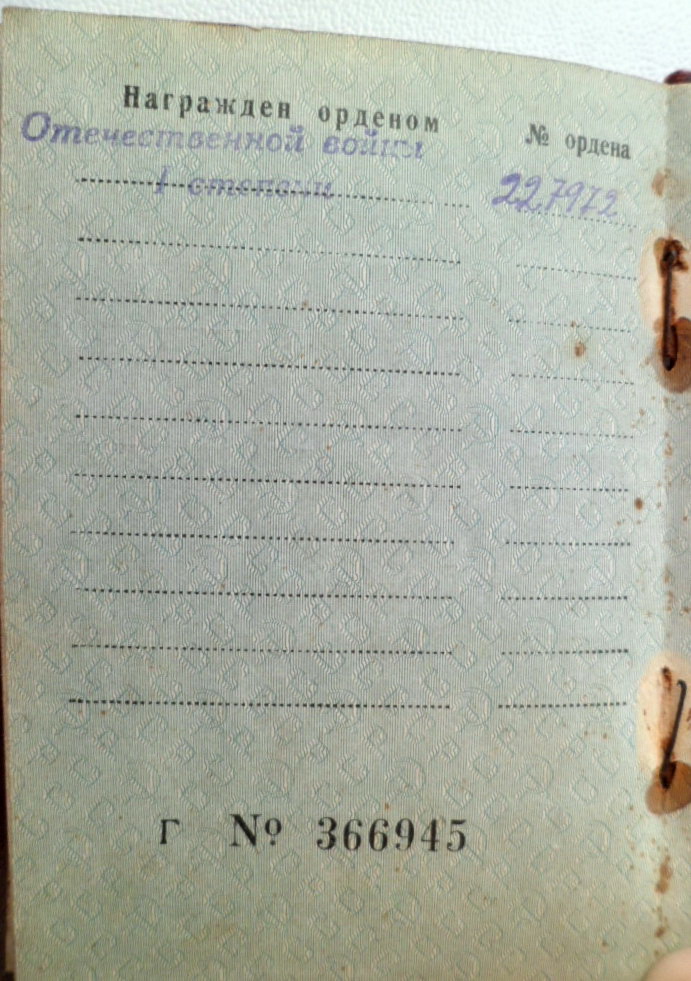 Награжден орденом № ордена
Отечественной войны
I степени 227972
Г № 366945